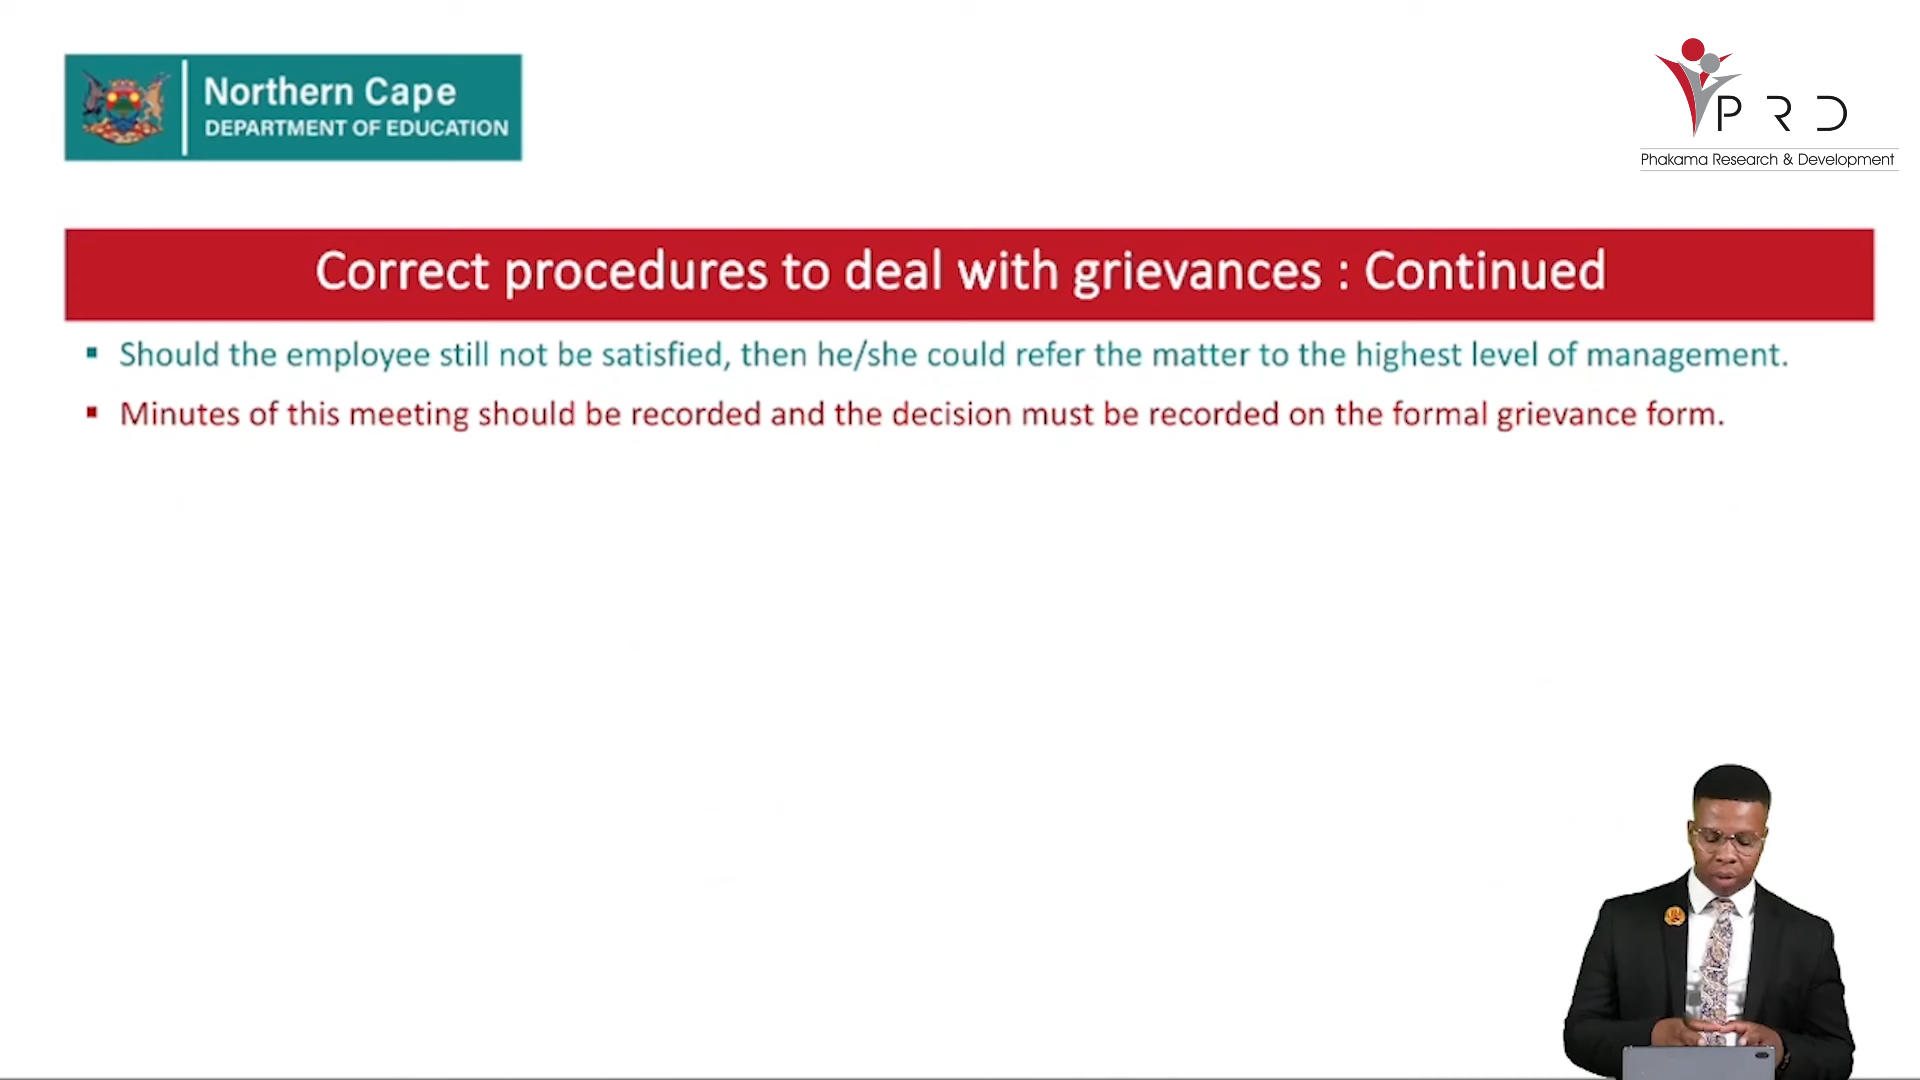 Northern Cape
DEPARTMENT OF EDUCATION
P R D
Phakama Research & Development
Correct procedures to deal with grievances : Continued
▪ Should the employee still not be satisfied, then he/she could refer the matter to the highest level of management.
▪ Minutes of this meeting should be recorded and the decision must be recorded on the formal grievance form.